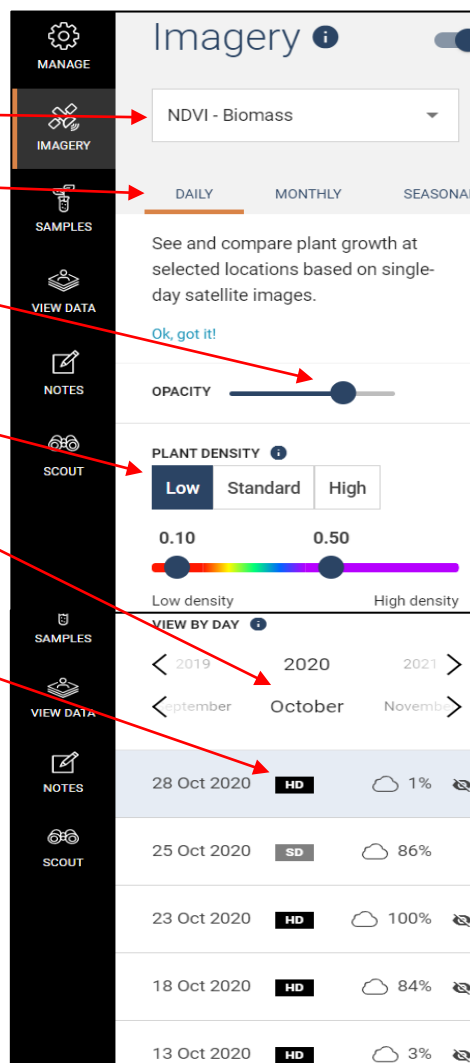 MANAGE
IMAGERY
SAMPLES
VIEW DATA
NOTES
SCOUT
Imagery i
NDVI - Biomass
DAILY MONTHLY SEASONAL
See and compare plant growth at
selected locations based on single-
day satellite images.
Ok, got it!
OPACITY
PLANT DENSITY i
Low Standard High
0.10 0.50
Low density High density
SAMPLES
VIEW DATA
NOTES
SCOUT
VIEW BY DAY i
2019 2020 2021
eptember October Novembe
28 Oct 2020 HD 1%
25 Oct 2020 SD 86%
23 Oct 2020 HD 100%
18 Oct 2020 HD 84%
13 Oct 2020 HD 3%